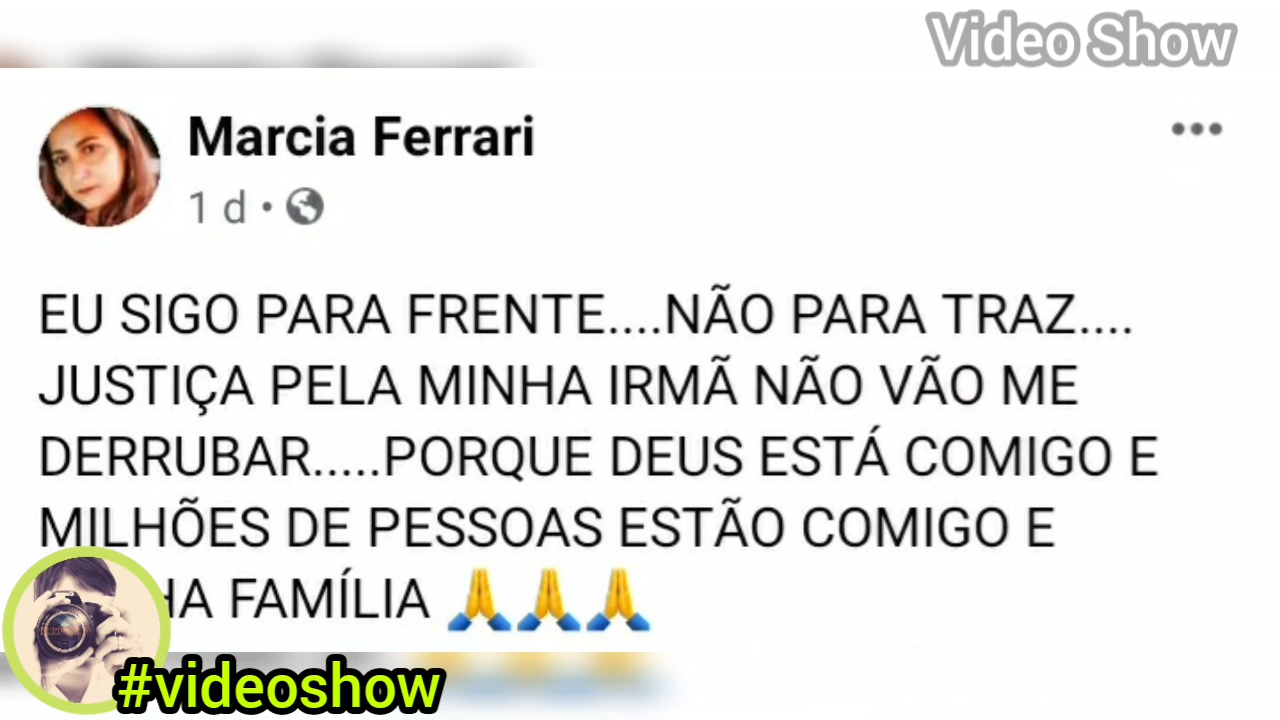 Video Show
Marcia Ferrari
1 d •
EU SIGO PARA FRENTE....NÃO PARA TRAZ....
JUSTIÇA PELA MINHA IRMÃ NÃO VÃO ME
DERRUBAR.....PORQUE DEUS ESTÁ COMIGO E
MILHÕES DE PESSOAS ESTÃO COMIGO E
FAMÍLIA 🙏🙏🙏
#videoshow